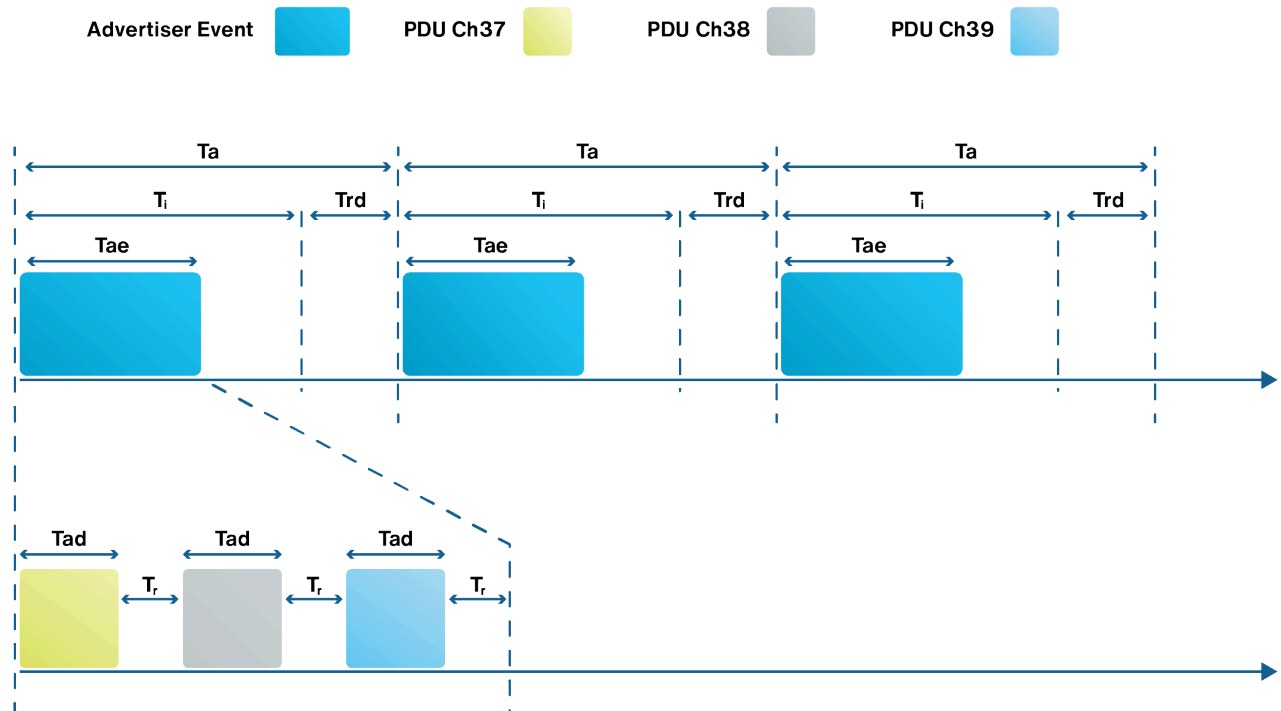 Advertiser Event PDU Ch37 PDU Ch38 PDU Ch39
Ta Ta Ta
Ti Trd Ti Trd Ti Trd
Tae Tae Tae
Tad Tad Tad
Tr Tr Tr